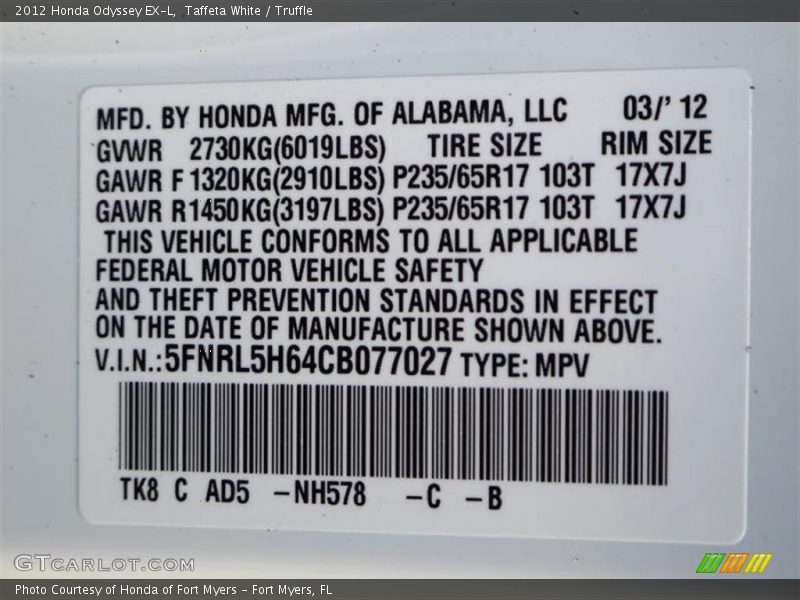 2012 Honda Odyssey EX-L,  Taffeta White / Truffle
MFD. BY HONDA MFG. OF ALABAMA, LLC 03/' 12
GVWR 2730KG(6019LBS) TIRE SIZE RIM SIZE
GAWR F 1320KG(2910LBS) P235/65R17 103T 17X7J
GAWR R1450KG(3197LBS) P235/65R17 103T 17X7J
THIS VEHICLE CONFORMS TO ALL APPLICABLE
FEDERAL MOTOR VEHICLE SAFETY
AND THEFT PREVENTION STANDARDS IN EFFECT
ON THE DATE OF MANUFACTURE SHOWN ABOVE.
V.I.N.:5FNRL5H64CB077027 TYPE: MPV
TK8 C AD5 -NH578 -C -B
GTCARLOT.COM
Photo Courtesy of Honda of Fort Myers - Fort Myers, FL